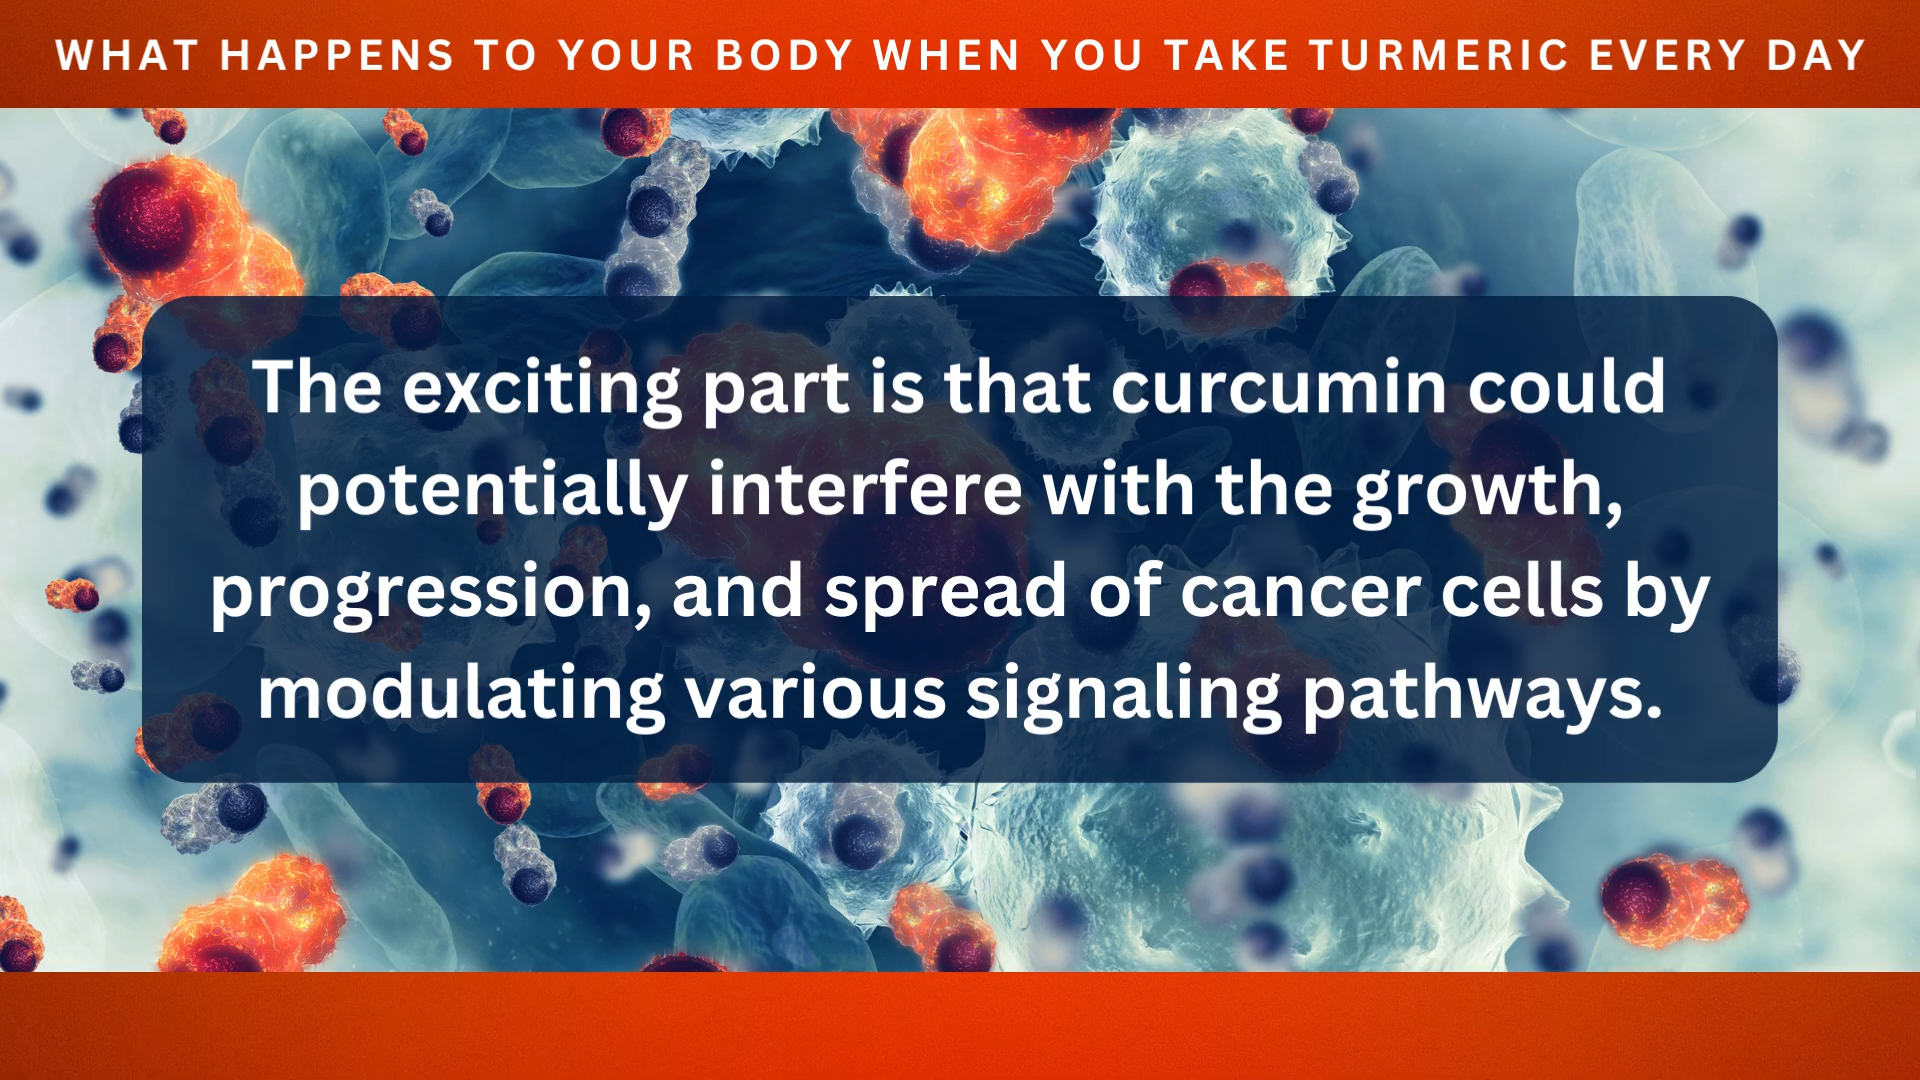 WHAT HAPPENS TO YOUR BODY WHEN YOU TAKE TURMERIC EVERY DAY
The exciting part is that curcumin could
potentially interfere with the growth,
progression, and spread of cancer cells by
modulating various signaling pathways.